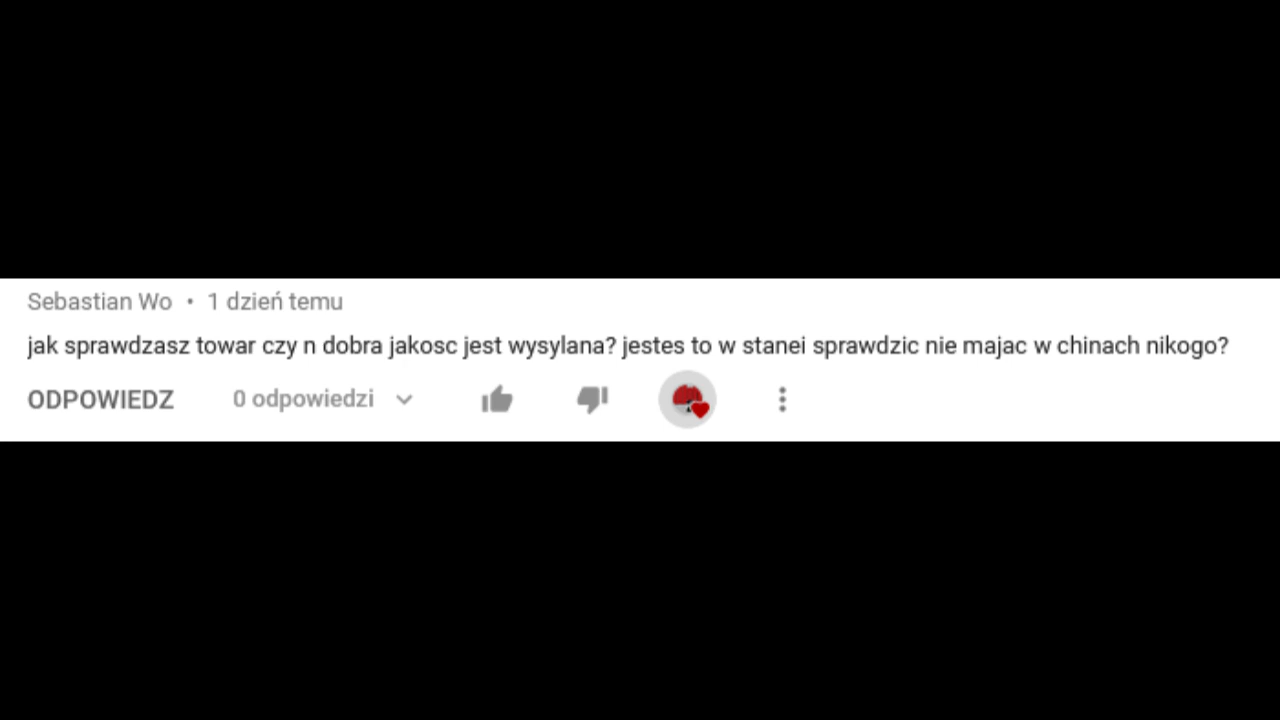 Sebastian Wo • 1 dzień temu
jak sprawdzasz towar czy n dobra jakosc jest wysylana? jestes to w stanei sprawdzic nie majac w chinach nikogo?
ODPOWIEDZ 0 odpowiedzi